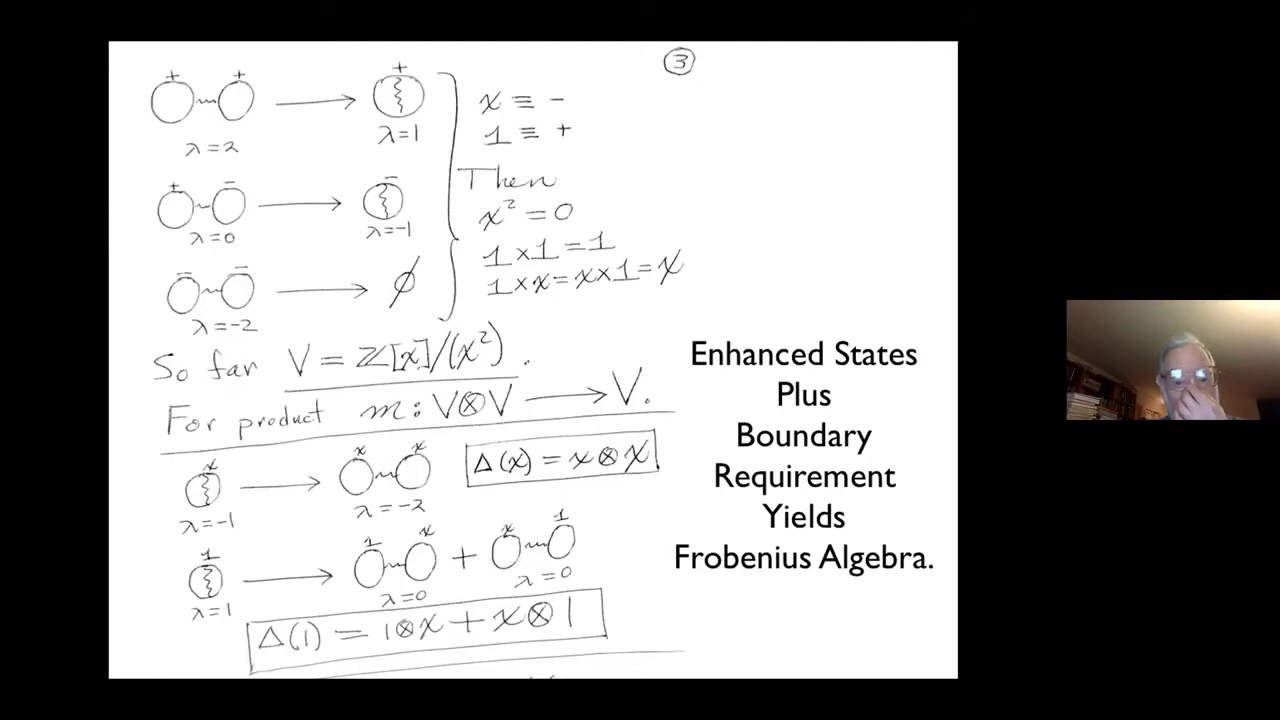 3
+ + +
λ=2 λ=1
x ≡ -
1 ≡ +
+ - -
λ=0 λ=-1
Then
x² = 0
1 × 1 = 1
1 × x = x × 1 = x
- - ∅
λ=-2
So far V = Z[x]/(x²).
For product m: V⊗V → V.
x x x
λ=-1 λ=-2
Δ(x) = x⊗x
1 1 x + x 1
λ=1 λ=0 λ=0
Δ(1) = 1⊗x + x⊗1
Enhanced States
Plus
Boundary
Requirement
Yields
Frobenius Algebra.